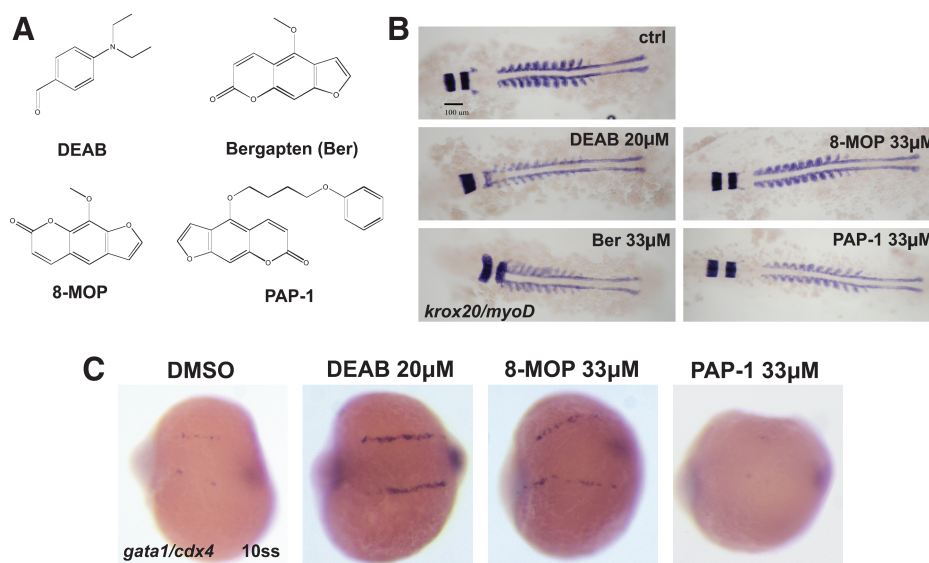 A
B
N
O
DEAB
O
O
O
O
Bergapten (Ber)
O
O
O
O
8-MOP
O
O
O
O
O
PAP-1
ctrl
100 um
DEAB 20μM
8-MOP 33μM
Ber 33μM
krox20/myoD
PAP-1 33μM
C
DMSO
DEAB 20μM
8-MOP 33μM
PAP-1 33μM
gata1/cdx4 10ss